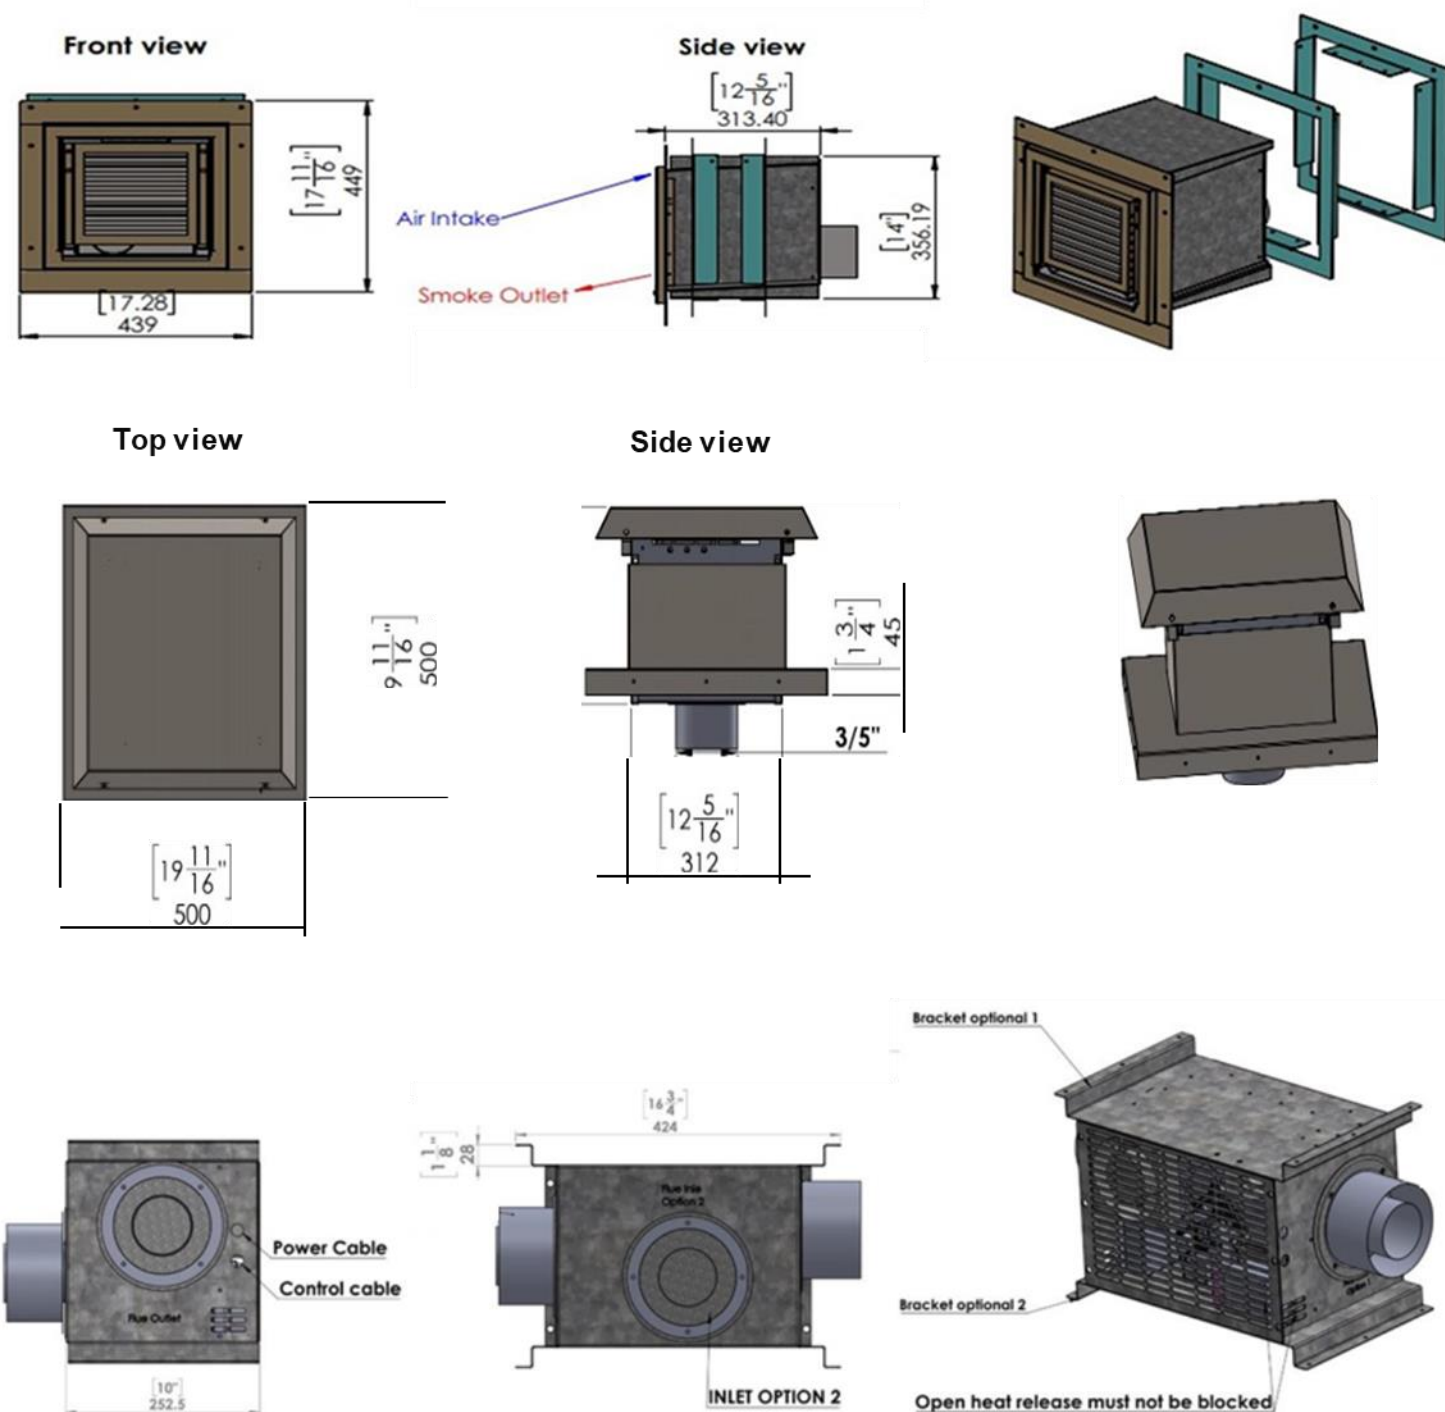 Front view
Side view
[12 5/16"]
313.40
[17 11/16"]
449
Air Intake
[14"]
356.19
Smoke Outlet
[17.28]
439
Top view
Side view
9 11/16"
500
[1 3/4"]
45
3/5"
[12 5/16"]
312
[19 11/16"]
500
Bracket optional 1
[16 3/4"]
424
[1 1/8"]
28
Flue Inle
Option 2
Power Cable
Control cable
Flue Outlet
Bracket optional 2
[10"]
252.5
INLET OPTION 2
Open heat release must not be blocked